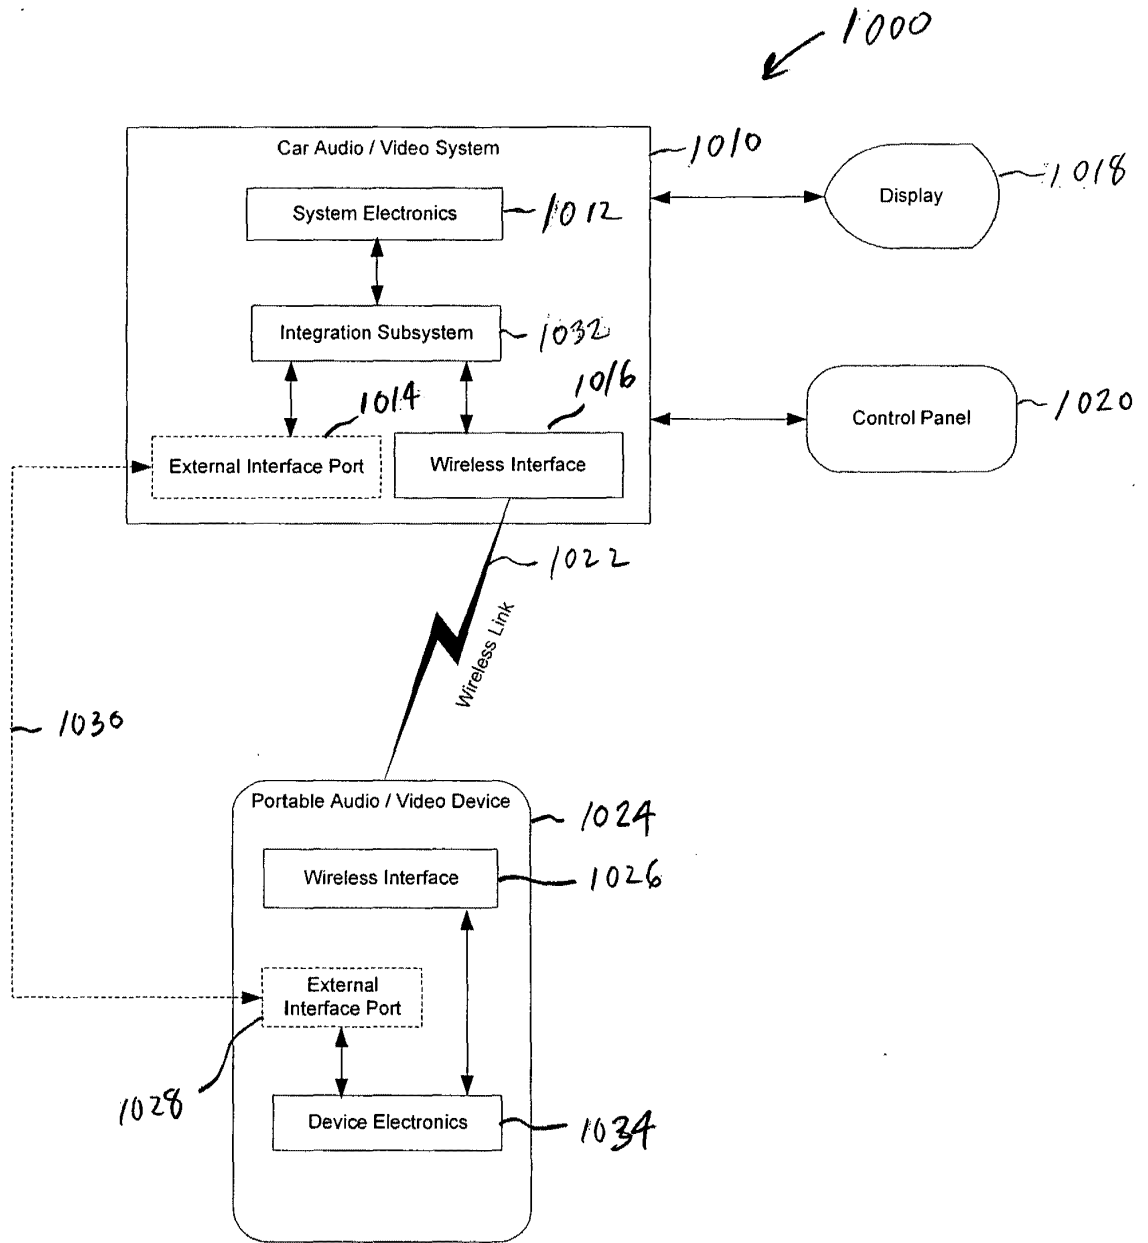 1000
Car Audio / Video System
1010
System Electronics
1012
Display
1018
Integration Subsystem
1032
1014
1016
Control Panel
1020
External Interface Port
Wireless Interface
1022
Wireless Link
1030
Portable Audio / Video Device
1024
Wireless Interface
1026
External
Interface Port
1028
Device Electronics
1034